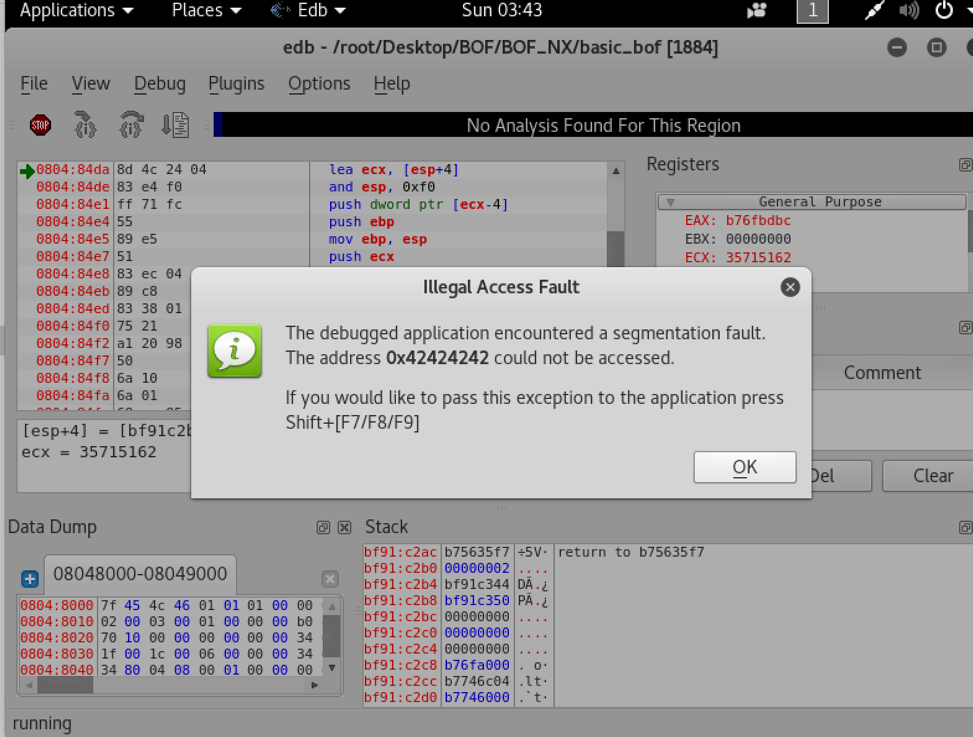 Applications Places Edb Sun 03:43 1
edb - /root/Desktop/BOF/BOF_NX/basic_bof [1884]
File View Debug Plugins Options Help
STOP No Analysis Found For This Region
Registers
General Purpose
EAX: b76fbdbc
EBX: 00000000
ECX: 35715162
0804:84da 8d 4c 24 04 lea ecx, [esp+4]
0804:84de 83 e4 f0 and esp, 0xf0
0804:84e1 ff 71 fc push dword ptr [ecx-4]
0804:84e4 55 push ebp
0804:84e5 89 e5 mov ebp, esp
0804:84e7 51 push ecx
0804:84e8 83 ec 04
0804:84eb 89 c8
0804:84ed 83 38 01
0804:84f0 75 21
0804:84f2 a1 20 98
0804:84f7 50
0804:84f8 6a 10
0804:84fa 6a 01
[esp+4] = [bf91c2b
ecx = 35715162
Illegal Access Fault
The debugged application encountered a segmentation fault.
The address 0x42424242 could not be accessed.
If you would like to pass this exception to the application press
Shift+[F7/F8/F9]
OK
Comment
Del Clear
Data Dump
08048000-08049000
0804:8000 7f 45 4c 46 01 01 01 00 00
0804:8010 02 00 03 00 01 00 00 00 b0
0804:8020 70 10 00 00 00 00 00 00 34
0804:8030 1f 00 1c 00 06 00 00 00 34
0804:8040 34 80 04 08 00 01 00 00 00
Stack
bf91:c2ac b75635f7 ÷5V· return to b75635f7
bf91:c2b0 00000002 ....
bf91:c2b4 bf91c344 DÃ.¿
bf91:c2b8 bf91c350 PÃ.¿
bf91:c2bc 00000000 ....
bf91:c2c0 00000000 ....
bf91:c2c4 00000000 ....
bf91:c2c8 b76fa000 . o·
bf91:c2cc b7746c04 .lt·
bf91:c2d0 b7746000 .`t·
running